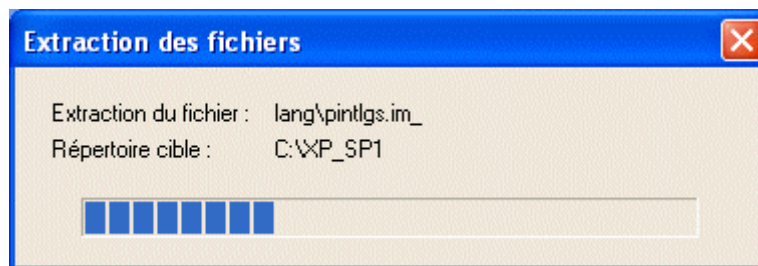 Extraction des fichiers
Extraction du fichier : lang\pintlgs.im_
Répertoire cible : C:\XP_SP1